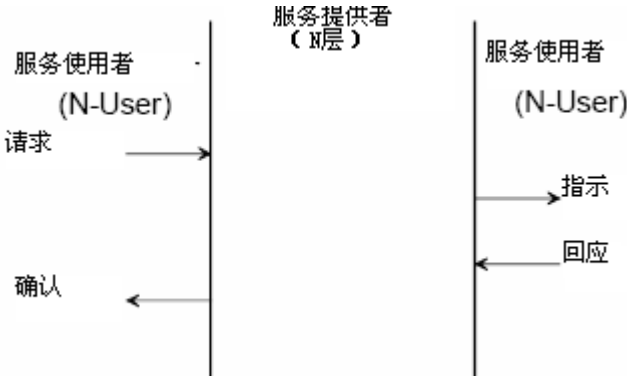 服务提供者
（N层）
服务使用者
(N-User)
服务使用者
(N-User)
请求
指示
回应
确认